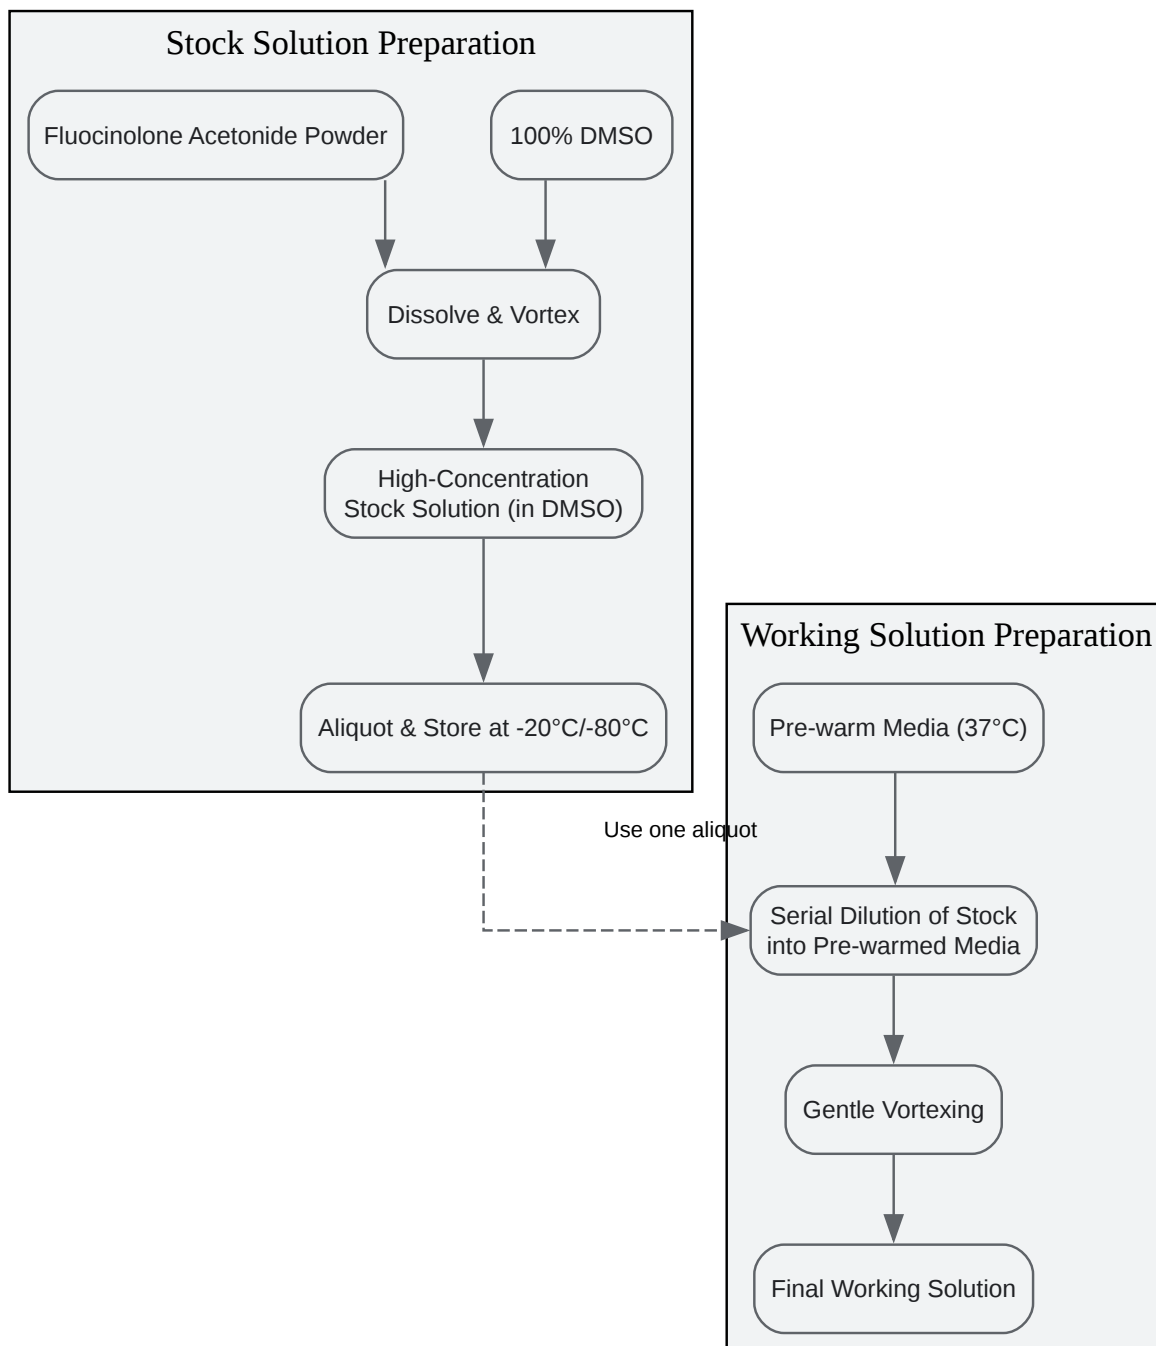 Stock Solution Preparation
Fluocinolone Acetonide Powder
100% DMSO
Dissolve & Vortex
High-Concentration
Stock Solution (in DMSO)
Aliquot & Store at -20°C/-80°C
Use one aliquot
Working Solution Preparation
Pre-warm Media (37°C)
Serial Dilution of Stock
into Pre-warmed Media
Gentle Vortexing
Final Working Solution